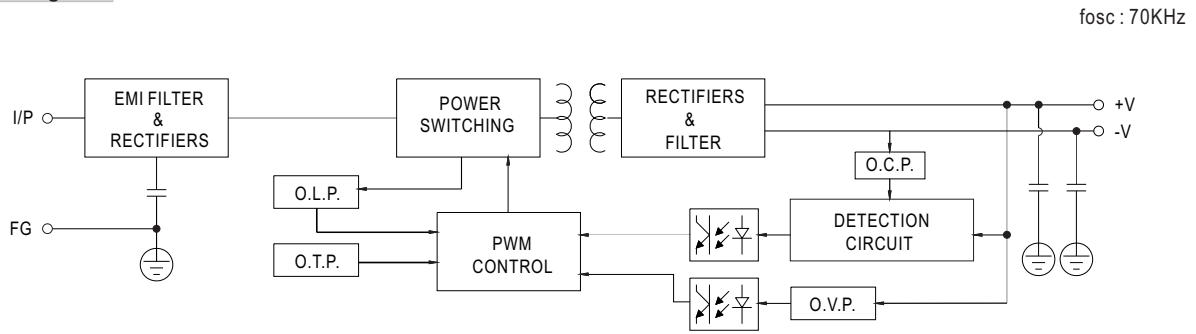 fosc : 70KHz
I/P
EMI FILTER
&
RECTIFIERS
POWER
SWITCHING
RECTIFIERS
&
FILTER
+V
-V
O.C.P.
O.L.P.
FG
O.T.P.
PWM
CONTROL
DETECTION
CIRCUIT
O.V.P.